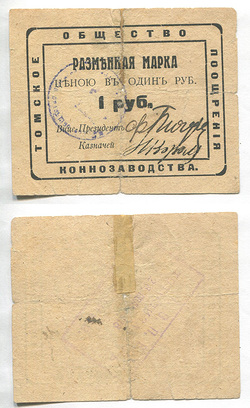 ОБЩЕСТВО
ТОМСКОЕ
ПООЩРЕНІЯ
РАЗМѢННАЯ МАРКА
ЦѢНОЮ ВЪ ОДИНЪ РУБ.
1 руб.
Вице-Президентъ
Казначей
КОННОЗАВОДСТВА.